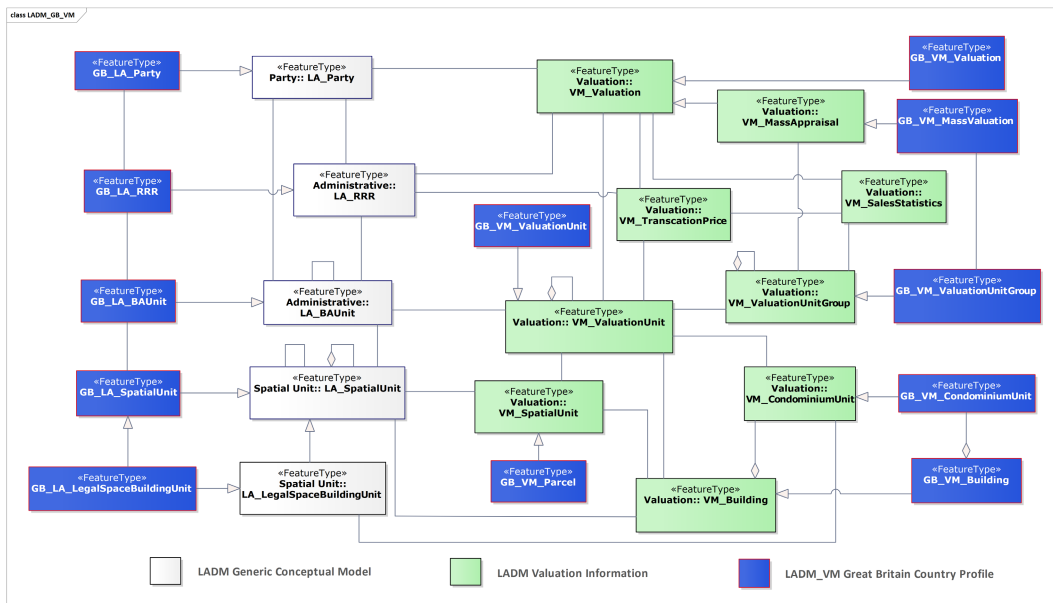 class LADM_GB_VM
«FeatureType»
GB_LA_Party
«FeatureType»
Party:: LA_Party
«FeatureType»
Valuation::
VM_Valuation
«FeatureType»
GB_VM_Valuation
«FeatureType»
Valuation::
VM_MassAppraisal
«FeatureType»
GB_VM_MassValuation
«FeatureType»
GB_LA_RRR
«FeatureType»
Administrative::
LA_RRR
«FeatureType»
GB_VM_ValuationUnit
«FeatureType»
Valuation::
VM_TranscationPrice
«FeatureType»
Valuation::
VM_SalesStatistics
«FeatureType»
GB_LA_BAUnit
«FeatureType»
Administrative::
LA_BAUnit
«FeatureType»
Valuation:: VM_ValuationUnit
«FeatureType»
Valuation::
VM_ValuationUnitGroup
«FeatureType»
GB_VM_ValuationUnitGroup
«FeatureType»
GB_LA_SpatialUnit
«FeatureType»
Spatial Unit:: LA_SpatialUnit
«FeatureType»
Valuation::
VM_SpatialUnit
«FeatureType»
Valuation::
VM_CondominiumUnit
«FeatureType»
GB_VM_CondominiumUnit
«FeatureType»
GB_LA_LegalSpaceBuildingUnit
«FeatureType»
Spatial Unit::
LA_LegalSpaceBuildingUnit
«FeatureType»
GB_VM_Parcel
«FeatureType»
Valuation:: VM_Building
«FeatureType»
GB_VM_Building
LADM Generic Conceptual Model
LADM Valuation Information
LADM_VM Great Britain Country Profile